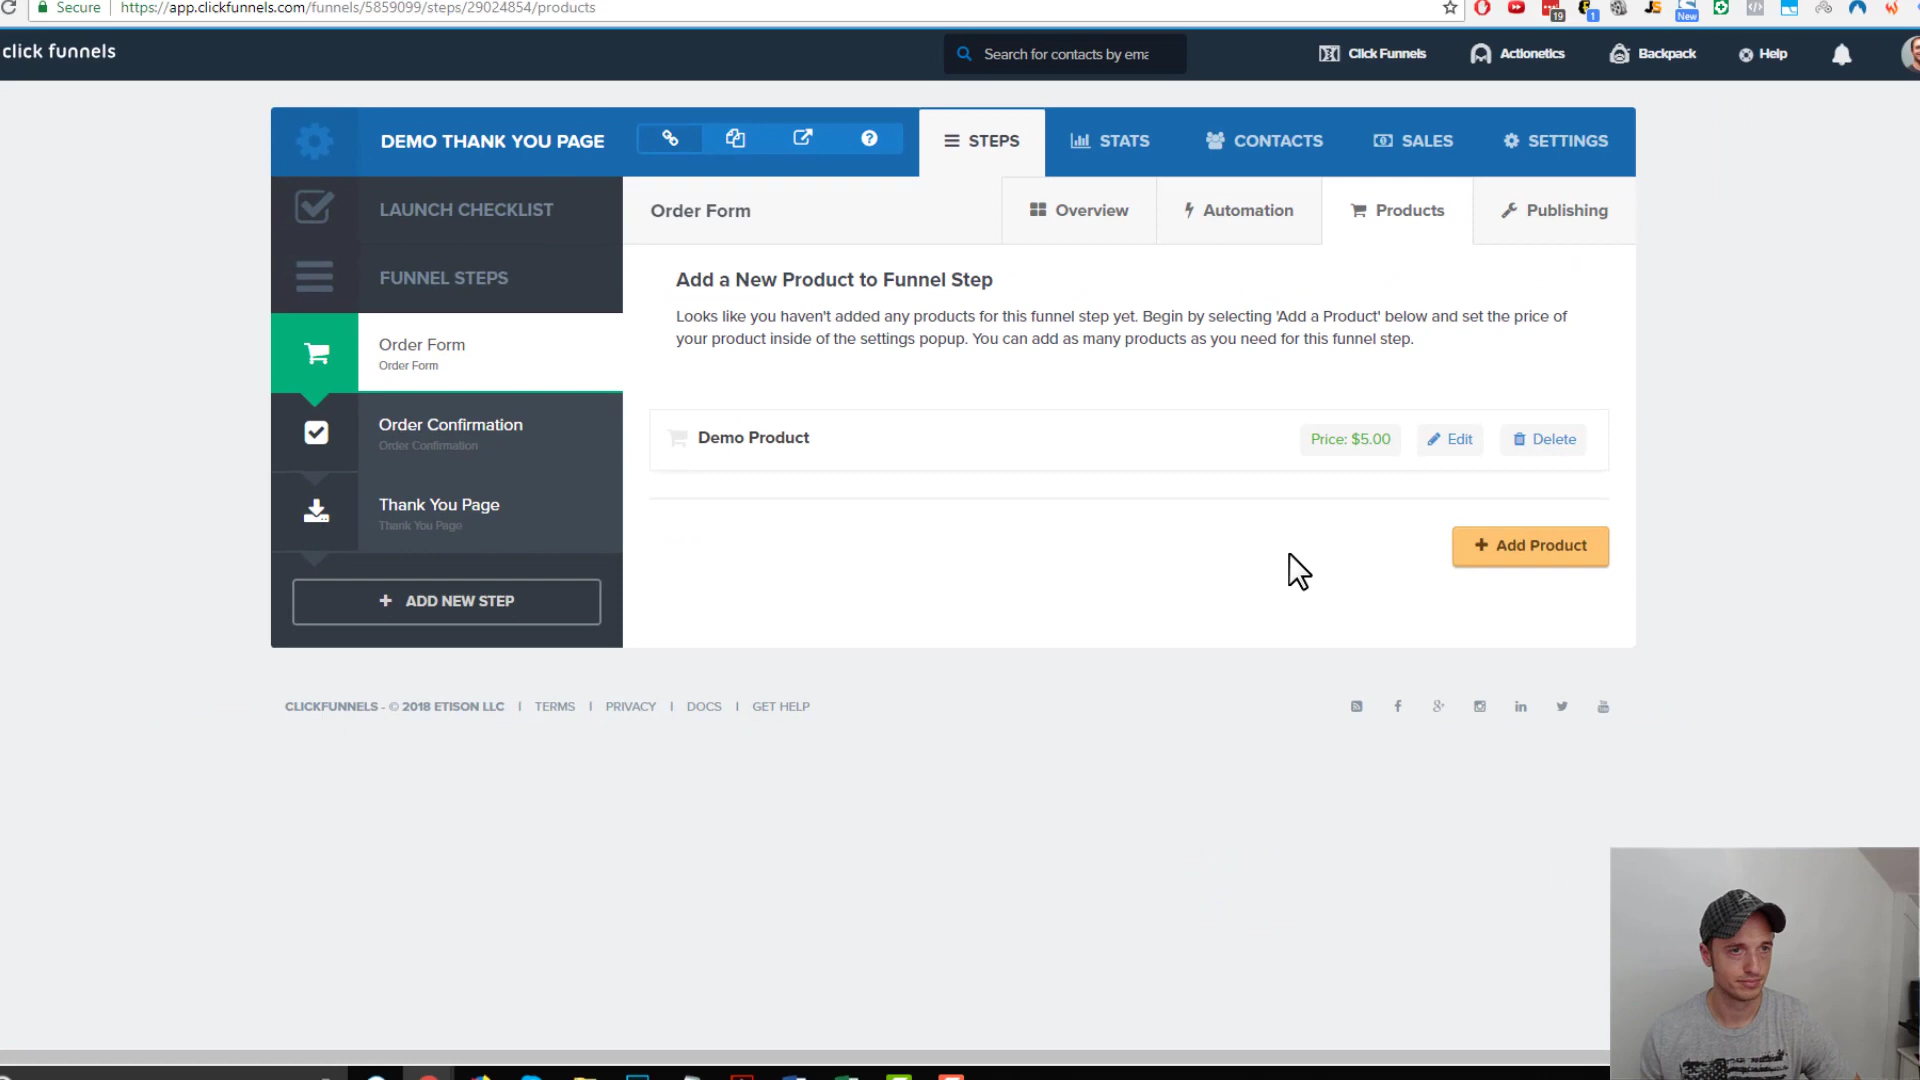 Secure
https://app.clickfunnels.com/funnels/5859099/steps/29024854/products
19
1
New
click funnels
Search for contacts by ema
Click Funnels
Actionetics
Backpack
Help
DEMO THANK YOU PAGE
STEPS
STATS
CONTACTS
SALES
SETTINGS
LAUNCH CHECKLIST
Order Form
Overview
Automation
Products
Publishing
FUNNEL STEPS
Add a New Product to Funnel Step
Looks like you haven't added any products for this funnel step yet. Begin by selecting 'Add a Product' below and set the price of
your product inside of the settings popup. You can add as many products as you need for this funnel step.
Order Form
Order Form
Order Confirmation
Order Confirmation
Demo Product
Price: $5.00
Edit
Delete
Thank You Page
Thank You Page
+ Add Product
+ ADD NEW STEP
CLICKFUNNELS - © 2018 ETISON LLC | TERMS | PRIVACY | DOCS | GET HELP